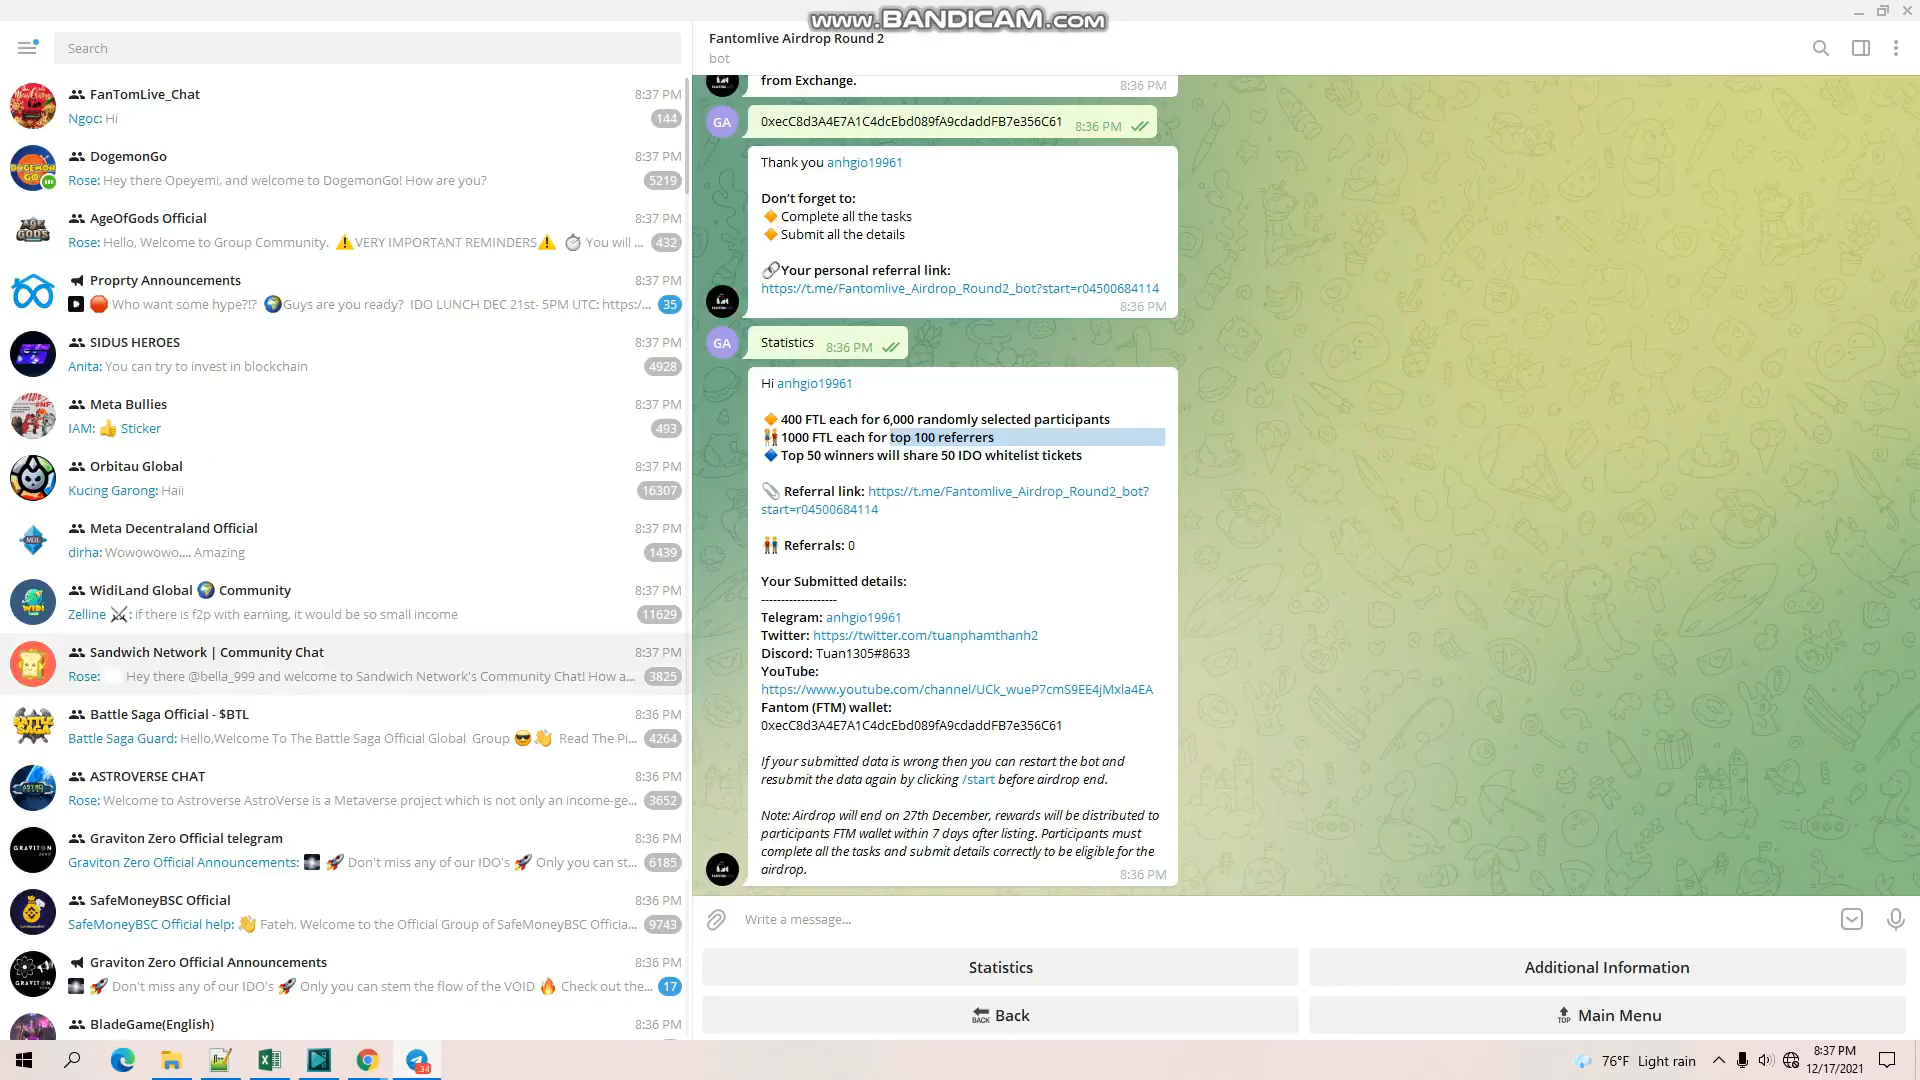 www.BANDICAM.com
Search
FanTomLive_Chat 8:37 PM
Ngọc: Hi 144
DogemonGo 8:37 PM
Rose: Hey there Opeyemi, and welcome to DogemonGo! How are you? 5219
AgeOfGods Official 8:37 PM
Rose: Hello, Welcome to Group Community. ⚠️VERY IMPORTANT REMINDERS⚠️ ⏱ You will ... 432
Proprty Announcements 8:37 PM
🛑 Who want some hype?!? 🌍Guys are you ready? IDO LUNCH DEC 21st- 5PM UTC: https:/... 35
SIDUS HEROES 8:37 PM
Anita: You can try to invest in blockchain 4928
Meta Bullies 8:37 PM
IAM: 👍 Sticker 493
Orbitau Global 8:37 PM
Kucing Garong: Haii 16307
Meta Decentraland Official 8:37 PM
dirha: Wowowowo.... Amazing 1439
WidiLand Global 🌍 Community 8:37 PM
Zelline ⚔️: if there is f2p with earning, it would be so small income 11629
Sandwich Network | Community Chat 8:37 PM
Rose: Hey there @bella_999 and welcome to Sandwich Network's Community Chat! How a... 3825
Battle Saga Official - $BTL 8:36 PM
Battle Saga Guard: Hello,Welcome To The Battle Saga Official Global Group 😎👋 Read The Pi... 4264
ASTROVERSE CHAT 8:36 PM
Rose: Welcome to Astroverse AstroVerse is a Metaverse project which is not only an income-ge... 3652
Graviton Zero Official telegram 8:36 PM
Graviton Zero Official Announcements: 🚀 Don't miss any of our IDO's 🚀 Only you can st... 6185
SafeMoneyBSC Official 8:36 PM
SafeMoneyBSC Official help: 👋 Fateh, Welcome to the Official Group of SafeMoneyBSC Officia... 9743
Graviton Zero Official Announcements 8:36 PM
🚀 Don't miss any of our IDO's 🚀 Only you can stem the flow of the VOID 🔥 Check out the... 17
BladeGame(English) 8:36 PM
Fantomlive Airdrop Round 2
bot
from Exchange. 8:36 PM
GA
0xecC8d3A4E7A1C4dcEbd089fA9cdaddFB7e356C61 8:36 PM
Thank you anhgio19961
Don't forget to:
🔶 Complete all the tasks
🔶 Submit all the details
🔗Your personal referral link:
https://t.me/Fantomlive_Airdrop_Round2_bot?start=r04500684114
8:36 PM
GA
Statistics 8:36 PM
Hi anhgio19961
🔶 400 FTL each for 6,000 randomly selected participants
👫 1000 FTL each for top 100 referrers
🔷 Top 50 winners will share 50 IDO whitelist tickets
📎 Referral link: https://t.me/Fantomlive_Airdrop_Round2_bot?
start=r04500684114
👬 Referrals: 0
Your Submitted details:
-------------------
Telegram: anhgio19961
Twitter: https://twitter.com/tuanphamthanh2
Discord: Tuan1305#8633
YouTube:
https://www.youtube.com/channel/UCk_wueP7cmS9EE4jMxla4EA
Fantom (FTM) wallet:
0xecC8d3A4E7A1C4dcEbd089fA9cdaddFB7e356C61
If your submitted data is wrong then you can restart the bot and
resubmit the data again by clicking /start before airdrop end.
Note: Airdrop will end on 27th December, rewards will be distributed to
participants FTM wallet within 7 days after listing. Participants must
complete all the tasks and submit details correctly to be eligible for the
airdrop. 8:36 PM
Write a message...
Statistics
Additional Information
🔙 Back
🔝 Main Menu
76°F Light rain
8:37 PM
12/17/2021